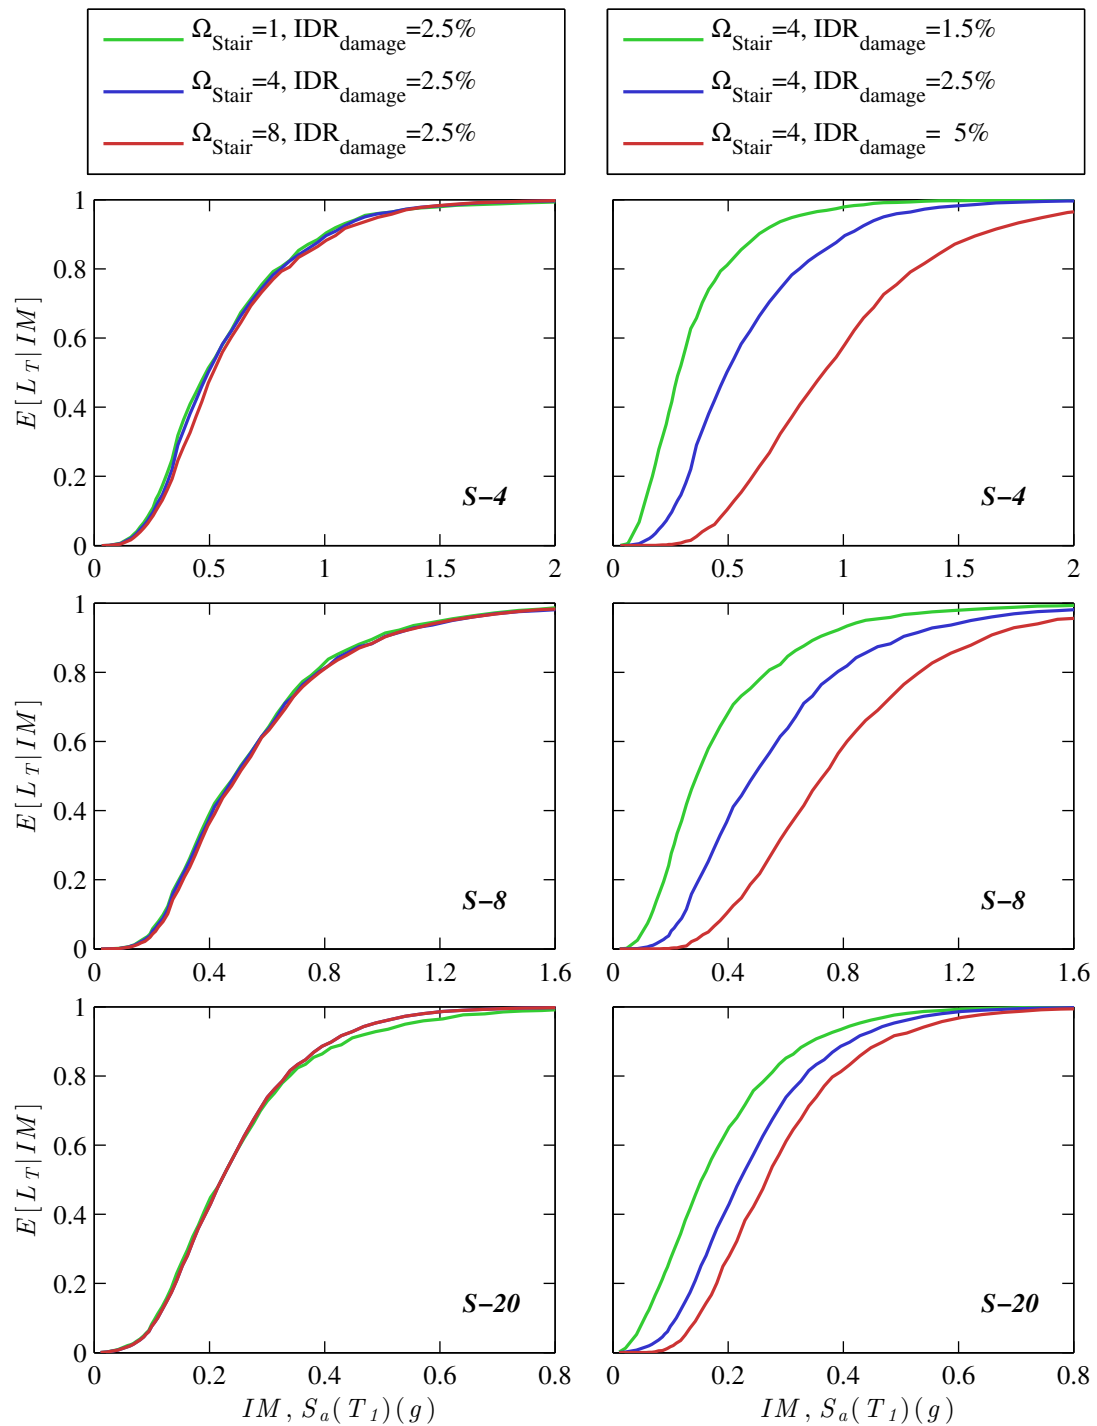 Ω_Stair=1, IDR_damage=2.5%
Ω_Stair=4, IDR_damage=2.5%
Ω_Stair=8, IDR_damage=2.5%
Ω_Stair=4, IDR_damage=1.5%
Ω_Stair=4, IDR_damage=2.5%
Ω_Stair=4, IDR_damage= 5%
1
0.8
0.6
0.4
0.2
0
E[L_T|IM]
S−4
0 0.5 1 1.5 2
S−4
0 0.5 1 1.5 2
1
0.8
0.6
0.4
0.2
0
E[L_T|IM]
S−8
0 0.4 0.8 1.2 1.6
S−8
0 0.4 0.8 1.2 1.6
1
0.8
0.6
0.4
0.2
0
E[L_T|IM]
S−20
0 0.2 0.4 0.6 0.8
IM, S_a(T_1)(g)
S−20
0 0.2 0.4 0.6 0.8
IM, S_a(T_1)(g)